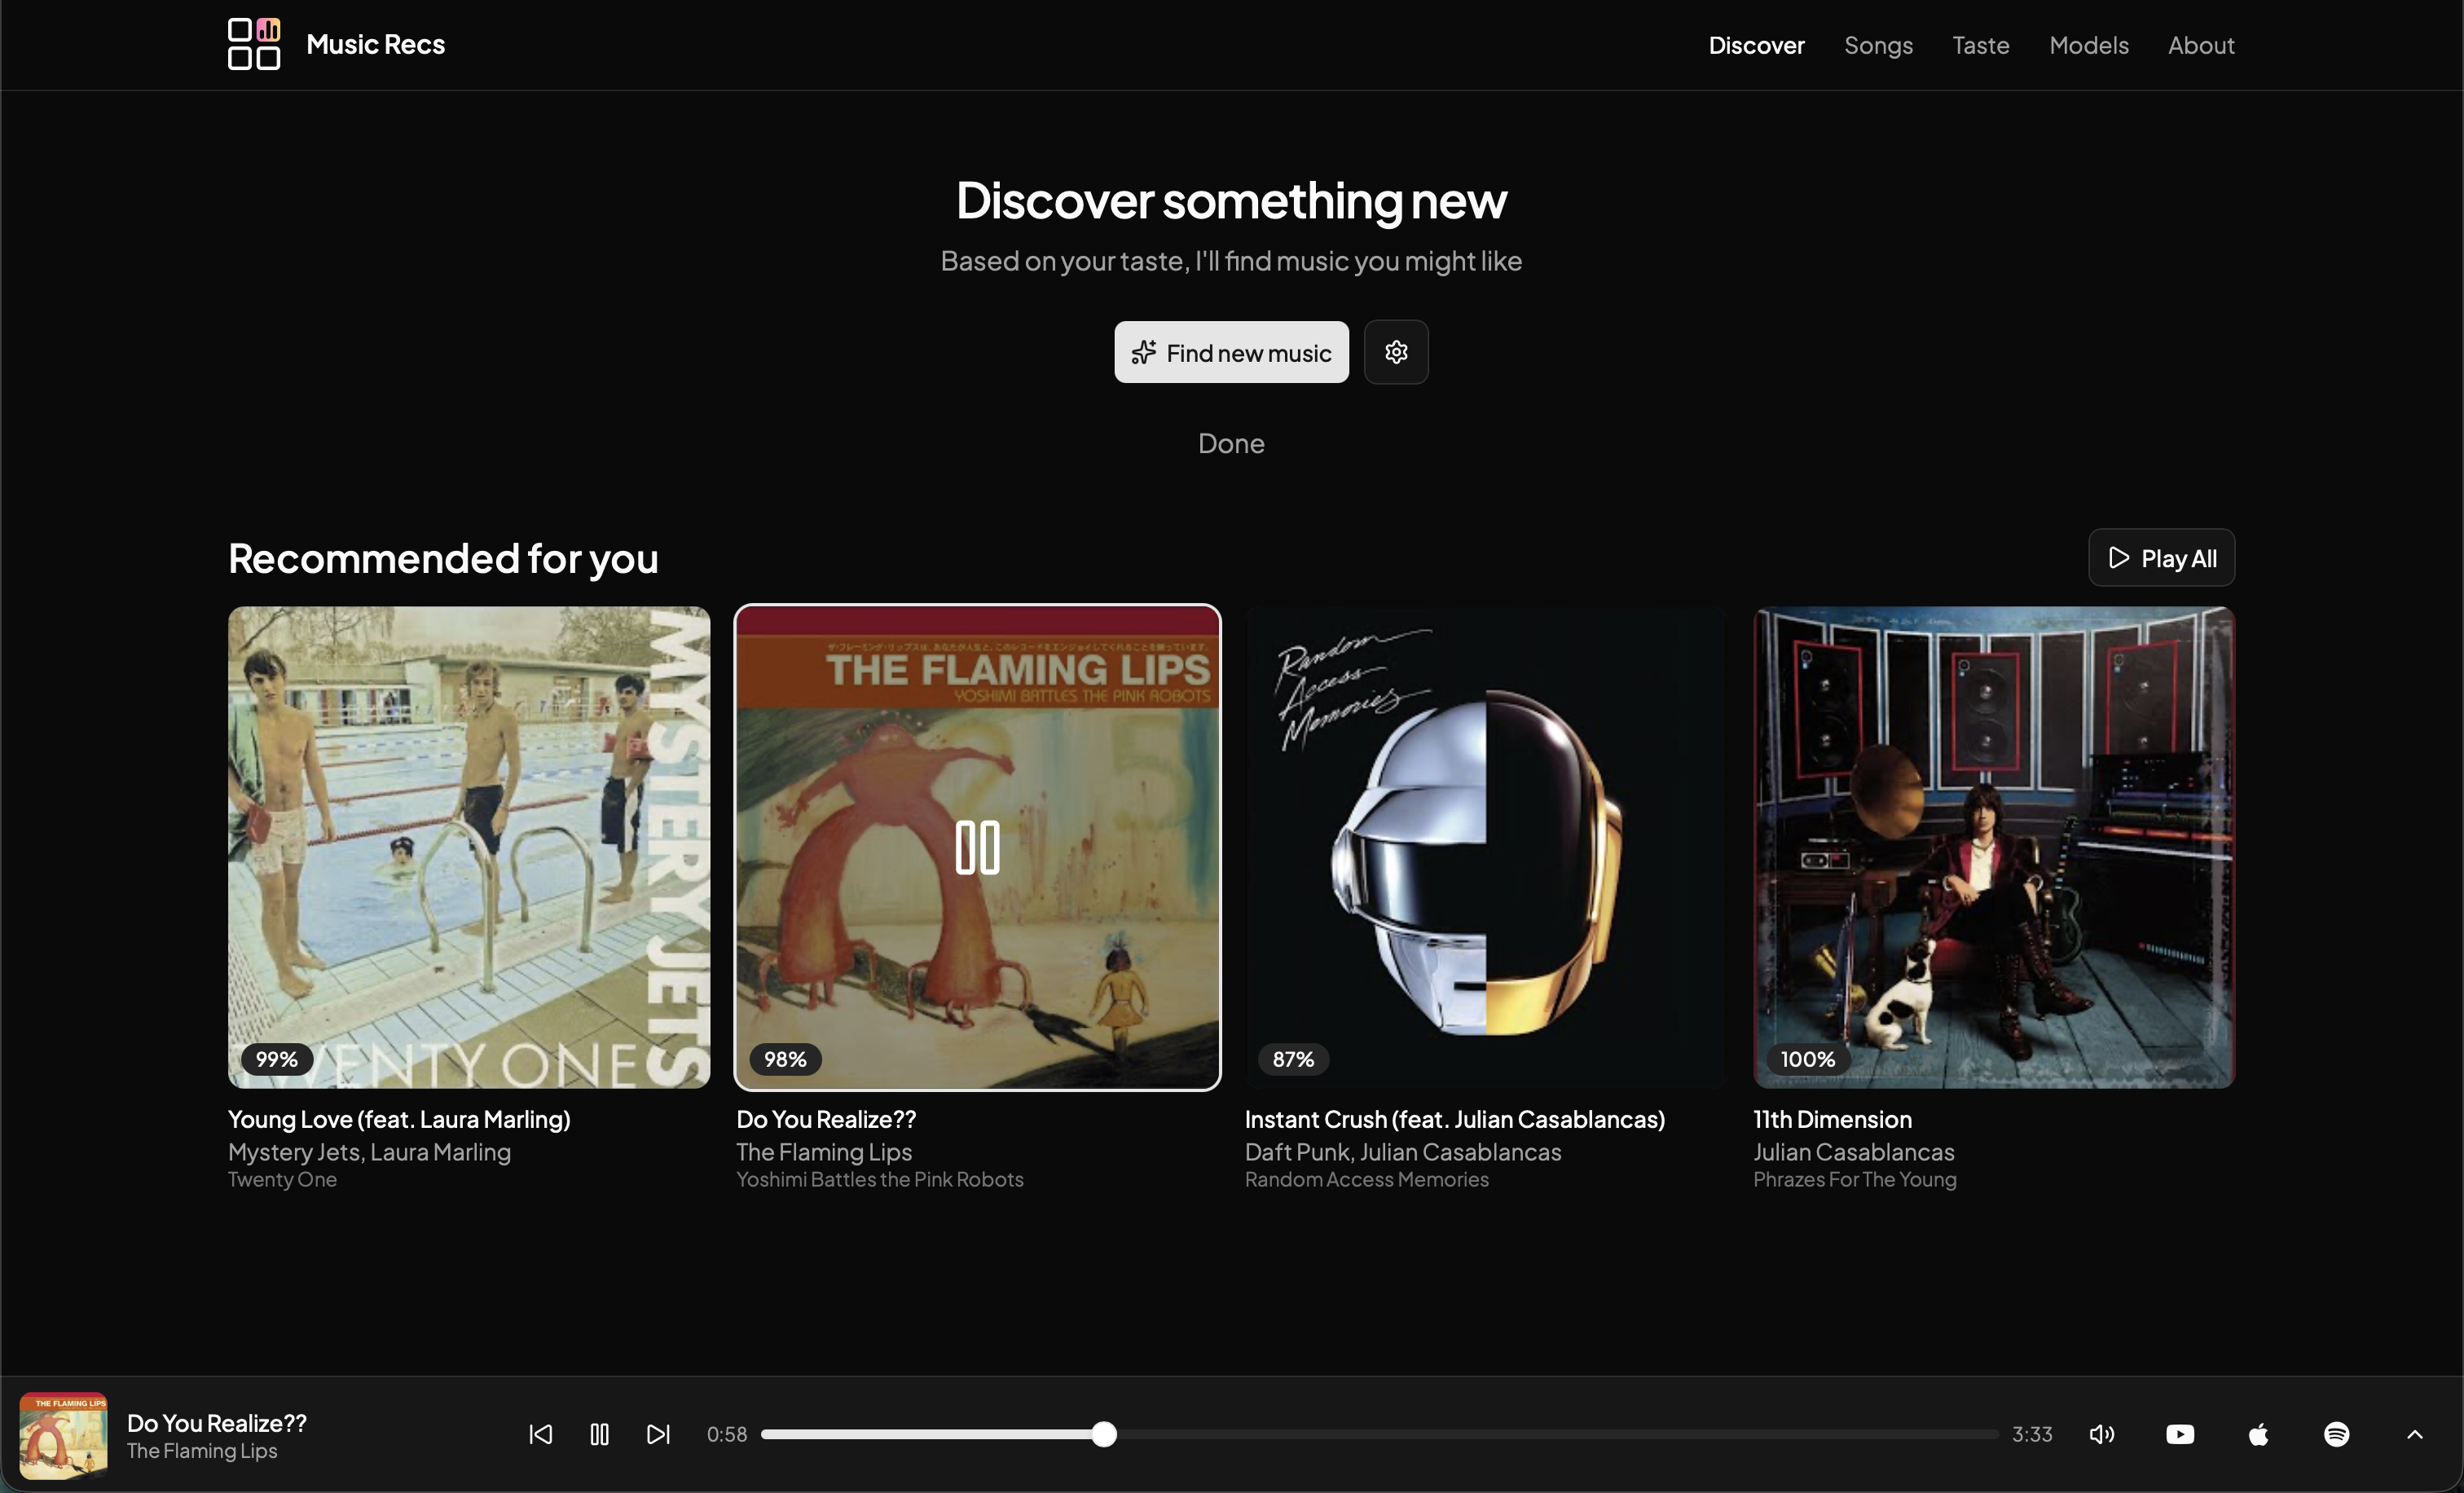 Music Recs
Discover
Songs
Taste
Models
About
Discover something new
Based on your taste, I'll find music you might like
Find new music
Done
Recommended for you
Play All
MYSTERY JETS
TWENTY ONE
99%
THE FLAMING LIPS
YOSHIMI BATTLES THE PINK ROBOTS
98%
Random
Access
Memories
87%
100%
Young Love (feat. Laura Marling)
Mystery Jets, Laura Marling
Twenty One
Do You Realize??
The Flaming Lips
Yoshimi Battles the Pink Robots
Instant Crush (feat. Julian Casablancas)
Daft Punk, Julian Casablancas
Random Access Memories
11th Dimension
Julian Casablancas
Phrazes For The Young
THE FLAMING LIPS
Do You Realize??
The Flaming Lips
0:58
3:33